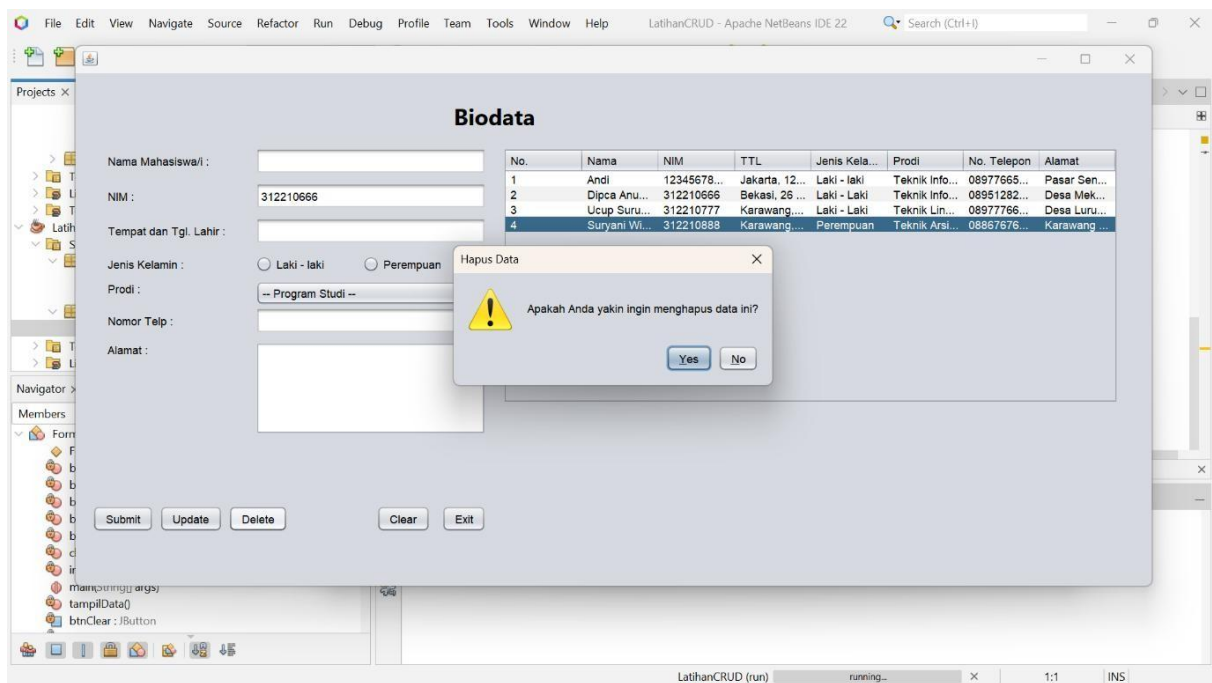 File Edit View Navigate Source Refactor Run Debug Profile Team Tools Window Help LatihanCRUD - Apache NetBeans IDE 22 Search (Ctrl+I)
Projects
Biodata
Nama Mahasiswa/i :
NIM : 312210666
Tempat dan Tgl. Lahir :
Jenis Kelamin : Laki - laki Perempuan
Prodi : -- Program Studi --
Nomor Telp :
Alamat :
No. Nama NIM TTL Jenis Kela... Prodi No. Telepon Alamat
1 Andi 12345678... Jakarta, 12... Laki - laki Teknik Info... 08977665... Pasar Sen...
2 Dipca Anu... 312210666 Bekasi, 26 ... Laki - Laki Teknik Info... 08951282... Desa Mek...
3 Ucup Suru... 312210777 Karawang,... Laki - Laki Teknik Lin... 08977766... Desa Luru...
4 Suryani Wi... 312210888 Karawang,... Perempuan Teknik Arsi... 08867676... Karawang ...
Hapus Data
Apakah Anda yakin ingin menghapus data ini?
Yes No
Submit Update Delete Clear Exit
Latih
Navigator
Members
Form
main(String[] args)
tampilData()
btnClear : JButton
LatihanCRUD (run) running... 1:1 INS